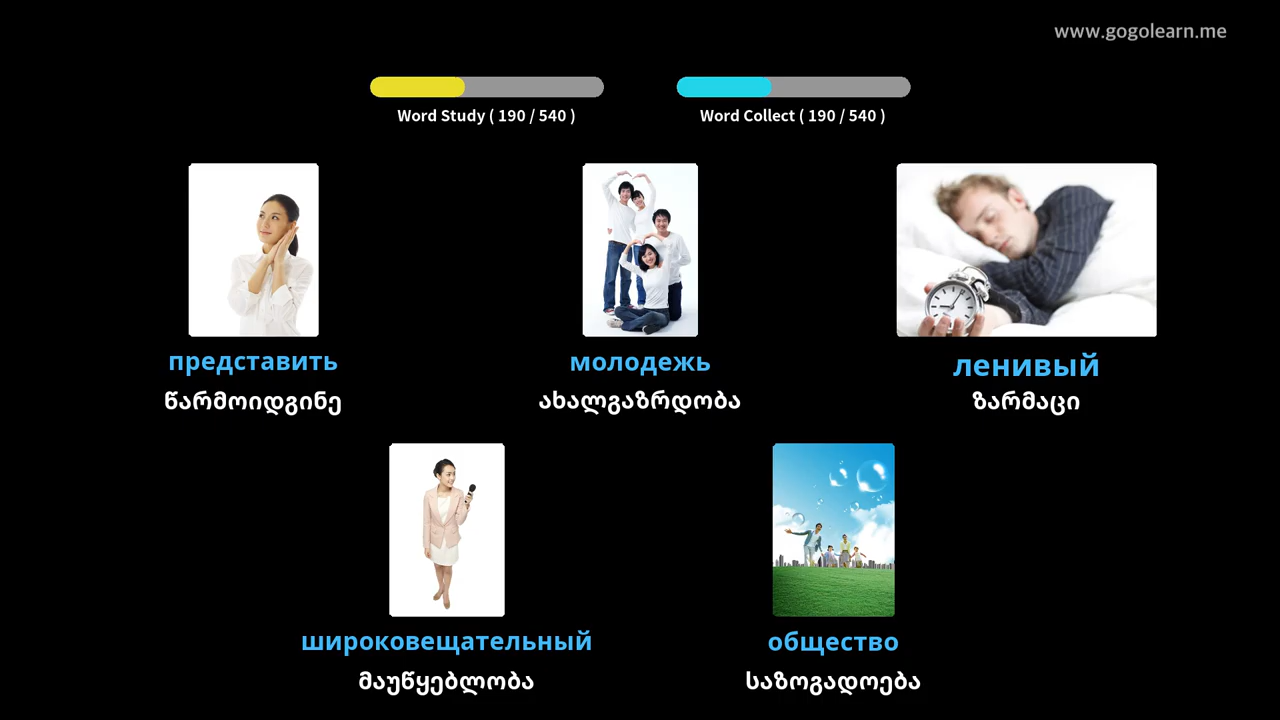 www.gogolearn.me
Word Study ( 190 / 540 )
Word Collect ( 190 / 540 )
представить
წარმოიდგინე
молодежь
ახალგაზრდობა
ленивый
ზარმაცი
широковещательный
მაუწყებლობა
общество
საზოგადოება